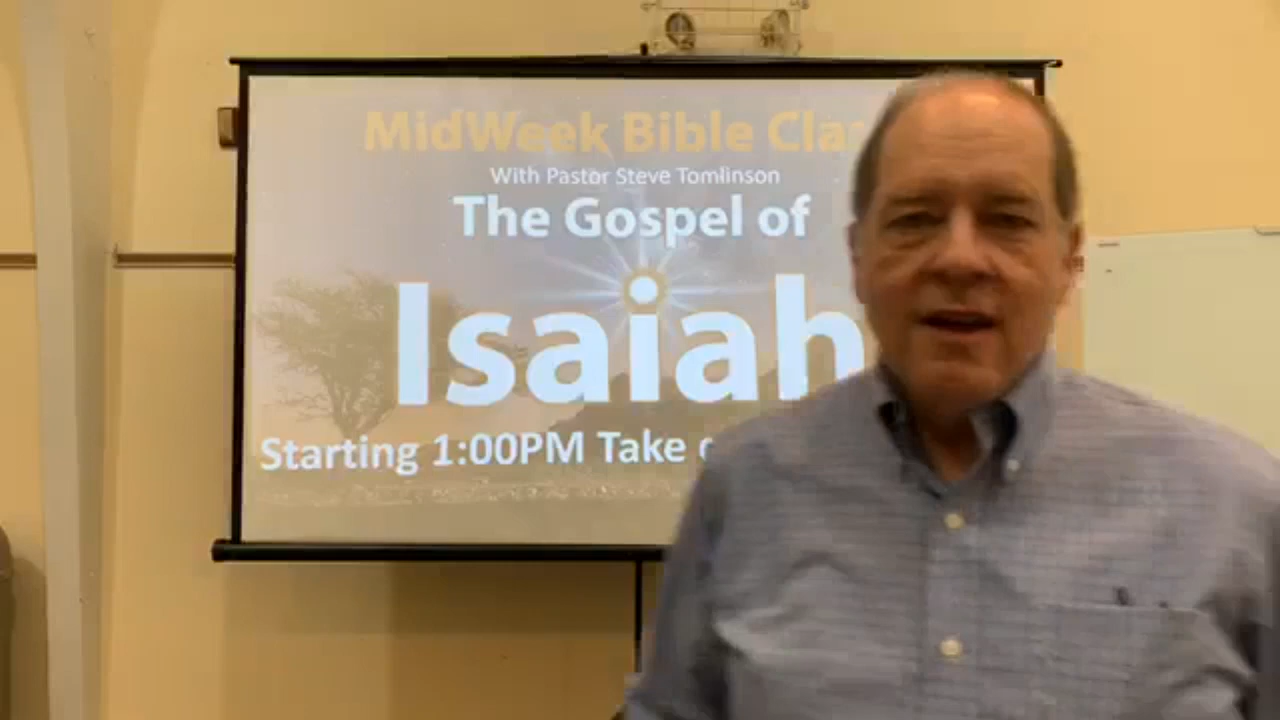 MidWeek Bible Cla
With Pastor Steve Tomlinson
The Gospel of
Isaiah
Starting 1:00PM Take